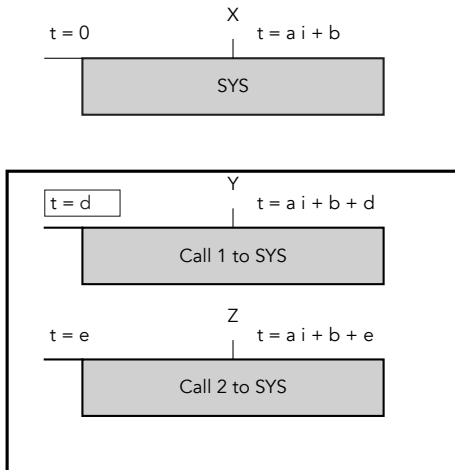 X
t = 0 t = a i + b
SYS
Y
t = d t = a i + b + d
Call 1 to SYS
Z
t = e t = a i + b + e
Call 2 to SYS